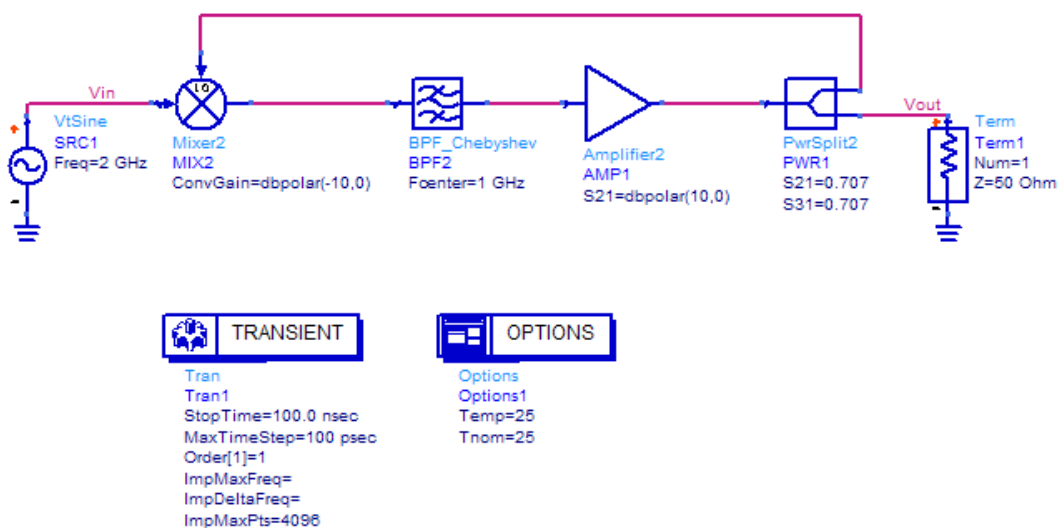 LO
Vin
VtSine
SRC1
Freq=2 GHz
Mixer2
MIX2
ConvGain=dbpolar(-10,0)
BPF_Chebyshev
BPF2
Fcenter=1 GHz
Amplifier2
AMP1
S21=dbpolar(10,0)
PwrSplit2
PWR1
S21=0.707
S31=0.707
Vout
Term
Term1
Num=1
Z=50 Ohm
TRANSIENT
Tran
Tran1
StopTime=100.0 nsec
MaxTimeStep=100 psec
Order[1]=1
ImpMaxFreq=
ImpDeltaFreq=
ImpMaxPts=4096
OPTIONS
Options
Options1
Temp=25
Tnom=25